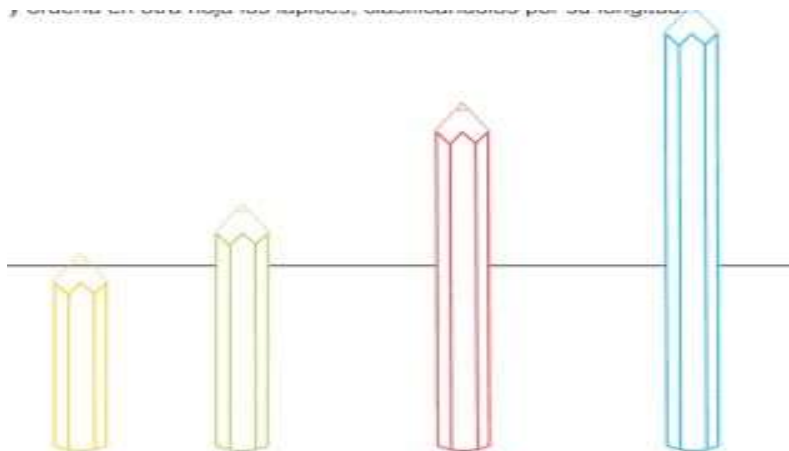 y ordena en otra hoja los lápices, clasificándolos por su longitud.